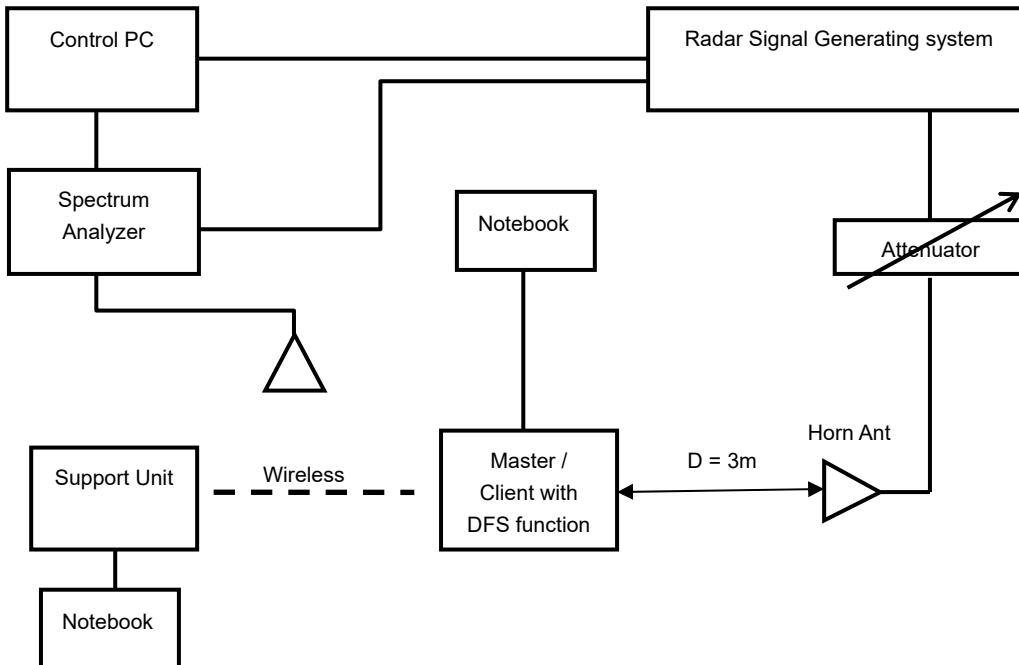 Control PC
Radar Signal Generating system
Spectrum
Analyzer
Notebook
Attenuator
Horn Ant
Support Unit
Wireless
Master /
Client with
DFS function
D = 3m
Notebook